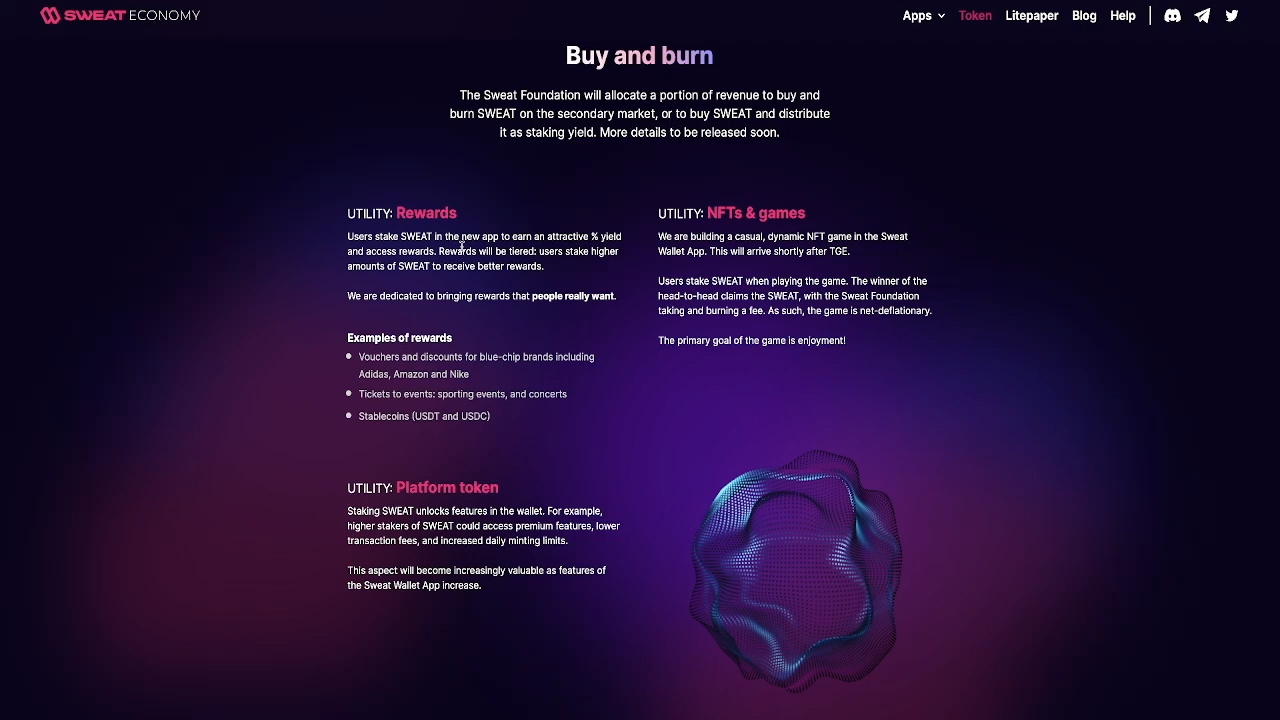 SWEAT ECONOMY
Apps Token Litepaper Blog Help
Buy and burn
The Sweat Foundation will allocate a portion of revenue to buy and
burn SWEAT on the secondary market, or to buy SWEAT and distribute
it as staking yield. More details to be released soon.
UTILITY: Rewards
Users stake SWEAT in the new app to earn an attractive % yield
and access rewards. Rewards will be tiered: users stake higher
amounts of SWEAT to receive better rewards.
We are dedicated to bringing rewards that people really want.
Examples of rewards
Vouchers and discounts for blue-chip brands including
Adidas, Amazon and Nike
Tickets to events: sporting events, and concerts
Stablecoins (USDT and USDC)
UTILITY: NFTs & games
We are building a casual, dynamic NFT game in the Sweat
Wallet App. This will arrive shortly after TGE.
Users stake SWEAT when playing the game. The winner of the
head-to-head claims the SWEAT, with the Sweat Foundation
taking and burning a fee. As such, the game is net-deflationary.
The primary goal of the game is enjoyment!
UTILITY: Platform token
Staking SWEAT unlocks features in the wallet. For example,
higher stakers of SWEAT could access premium features, lower
transaction fees, and increased daily minting limits.
This aspect will become increasingly valuable as features of
the Sweat Wallet App increase.